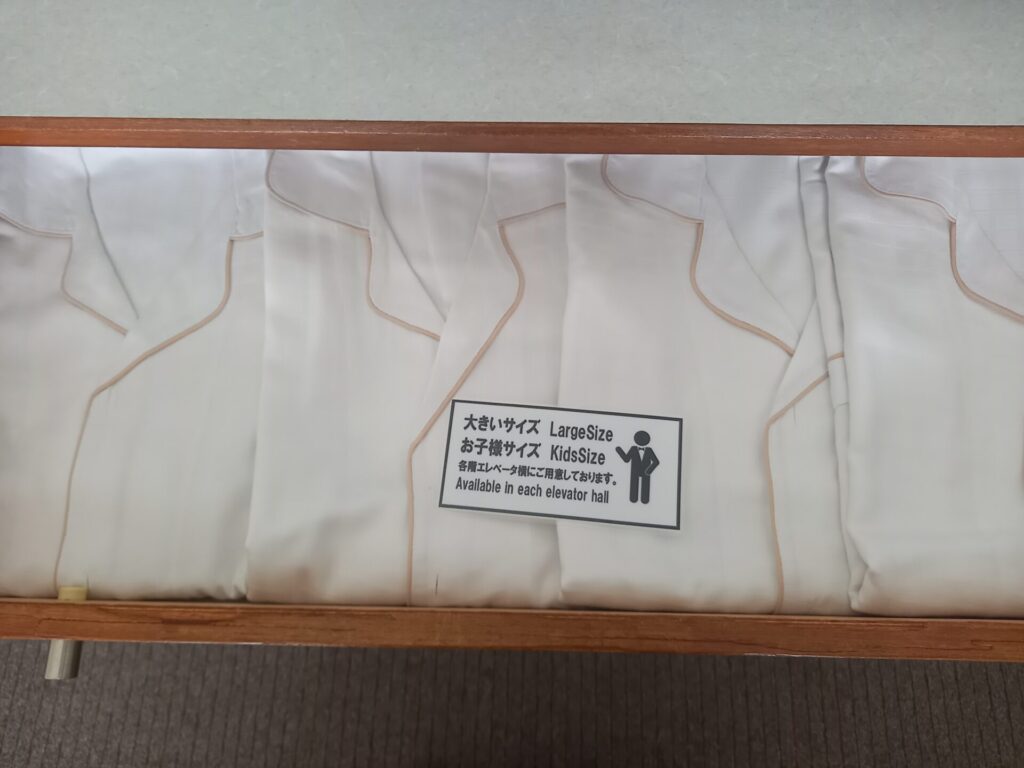 大きいサイズ LargeSize
お子様サイズ KidsSize
各階エレベータ横にご用意しております。
Available in each elevator hall